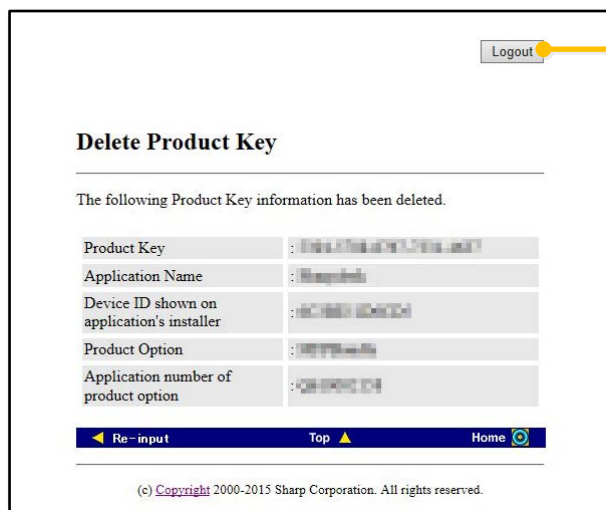 Logout
Delete Product Key
The following Product Key information has been deleted.
Product Key :
Application Name :
Device ID shown on
application's installer :
Product Option :
Application number of
product option :
Re-input Top Home
(c) Copyright 2000-2015 Sharp Corporation. All rights reserved.